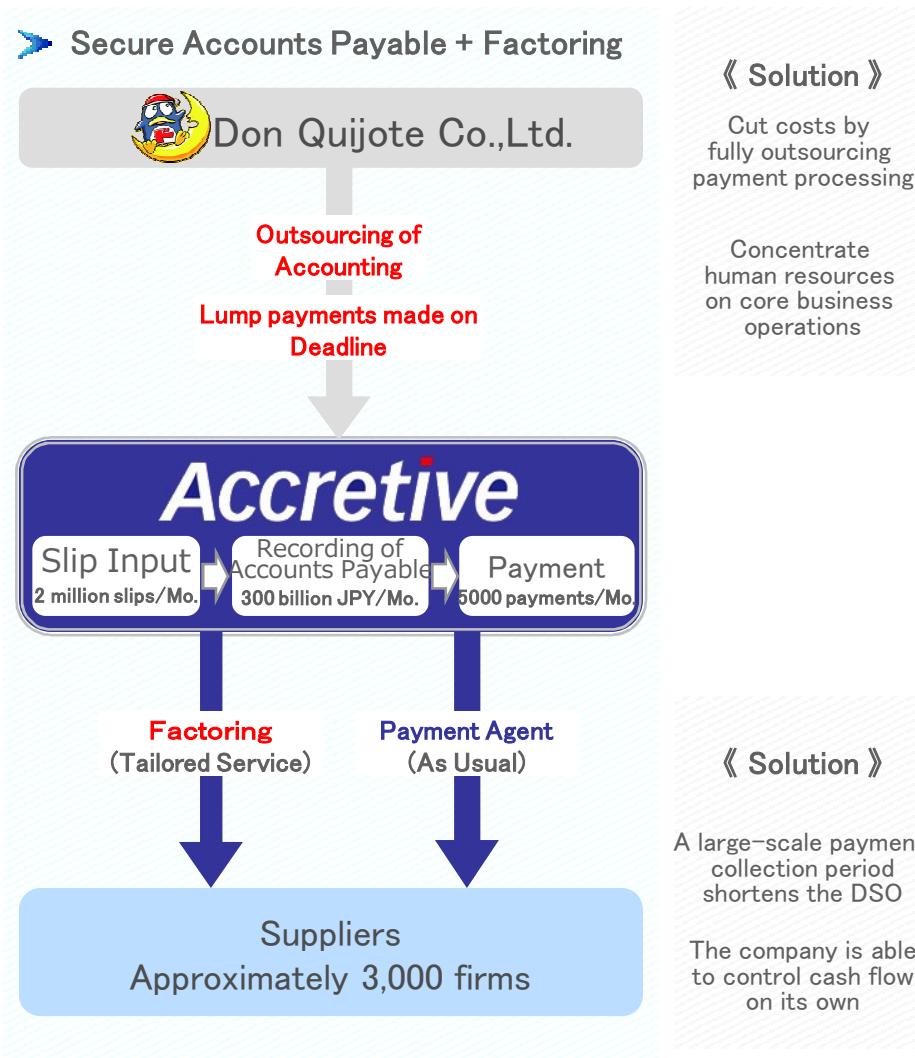 Secure Accounts Payable + Factoring
Don Quijote Co.,Ltd.
Outsourcing of
Accounting
Lump payments made on
Deadline
《 Solution 》
Cut costs by
fully outsourcing
payment processing
Concentrate
human resources
on core business
operations
Accretive
Slip Input
2 million slips/Mo.
Recording of
Accounts Payable
300 billion JPY/Mo.
Payment
5000 payments/Mo.
Factoring
(Tailored Service)
Payment Agent
(As Usual)
Suppliers
Approximately 3,000 firms
《 Solution 》
A large-scale paymen
collection period
shortens the DSO
The company is able
to control cash flow
on its own